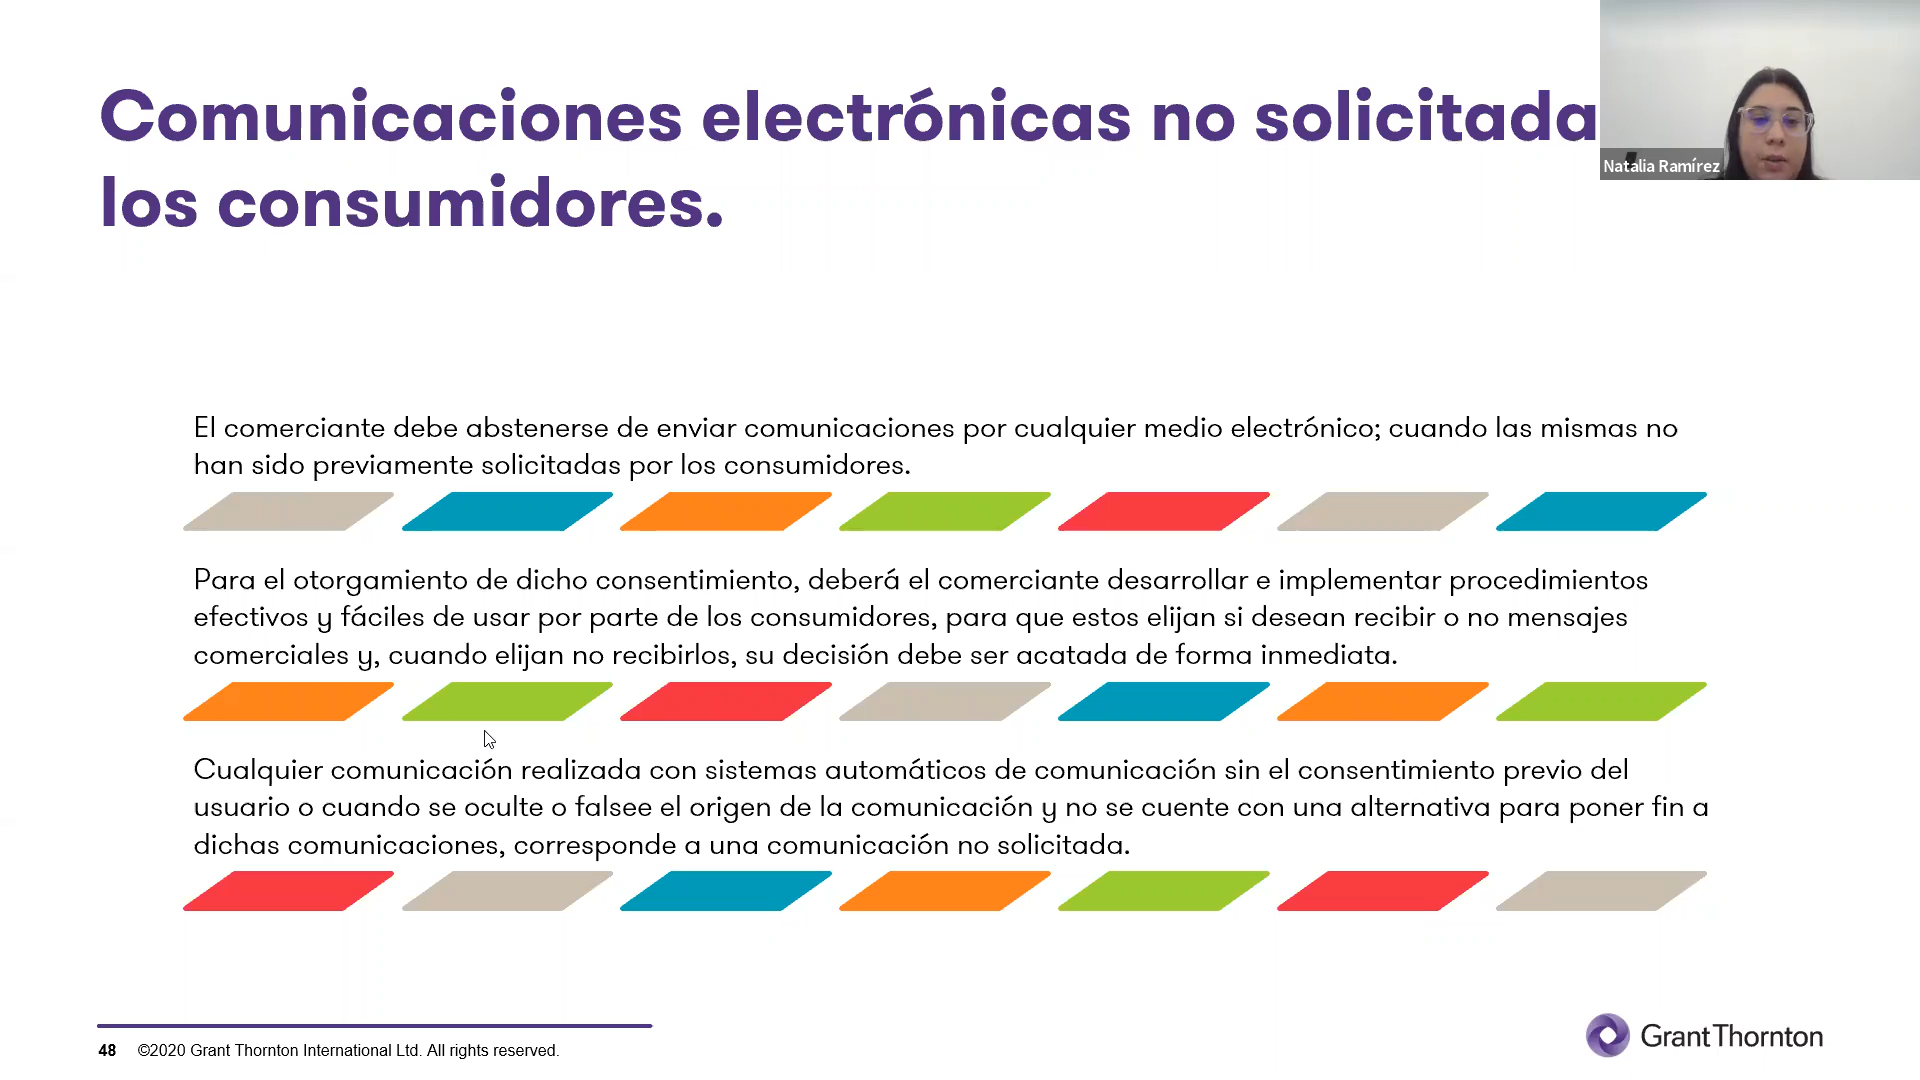 Comunicaciones electrónicas no solicitada
los consumidores.
Natalia Ramírez
El comerciante debe abstenerse de enviar comunicaciones por cualquier medio electrónico; cuando las mismas no
han sido previamente solicitadas por los consumidores.
Para el otorgamiento de dicho consentimiento, deberá el comerciante desarrollar e implementar procedimientos
efectivos y fáciles de usar por parte de los consumidores, para que estos elijan si desean recibir o no mensajes
comerciales y, cuando elijan no recibirlos, su decisión debe ser acatada de forma inmediata.
Cualquier comunicación realizada con sistemas automáticos de comunicación sin el consentimiento previo del
usuario o cuando se oculte o falsee el origen de la comunicación y no se cuente con una alternativa para poner fin a
dichas comunicaciones, corresponde a una comunicación no solicitada.
48 ©2020 Grant Thornton International Ltd. All rights reserved.
Grant Thornton